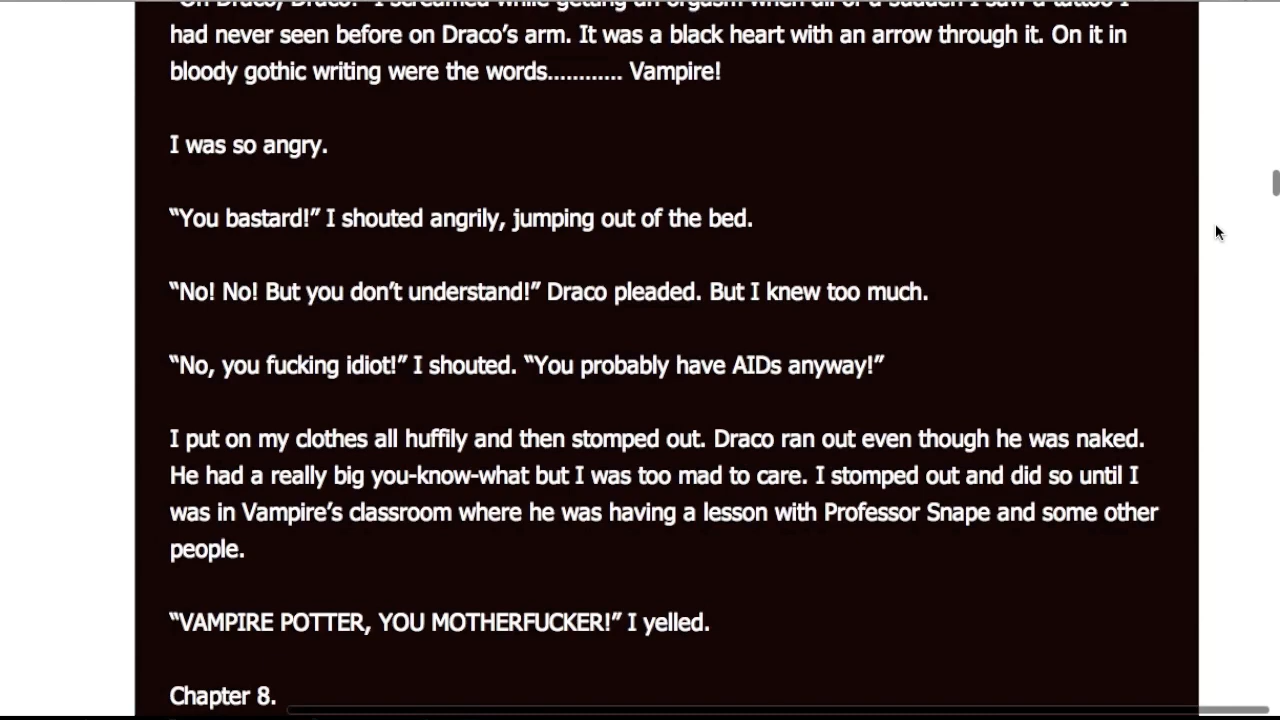 had never seen before on Draco’s arm. It was a black heart with an arrow through it. On it in
bloody gothic writing were the words………… Vampire!
I was so angry.
“You bastard!” I shouted angrily, jumping out of the bed.
“No! No! But you don’t understand!” Draco pleaded. But I knew too much.
“No, you fucking idiot!” I shouted. “You probably have AIDs anyway!”
I put on my clothes all huffily and then stomped out. Draco ran out even though he was naked.
He had a really big you-know-what but I was too mad to care. I stomped out and did so until I
was in Vampire’s classroom where he was having a lesson with Professor Snape and some other
people.
“VAMPIRE POTTER, YOU MOTHERFUCKER!” I yelled.
Chapter 8.